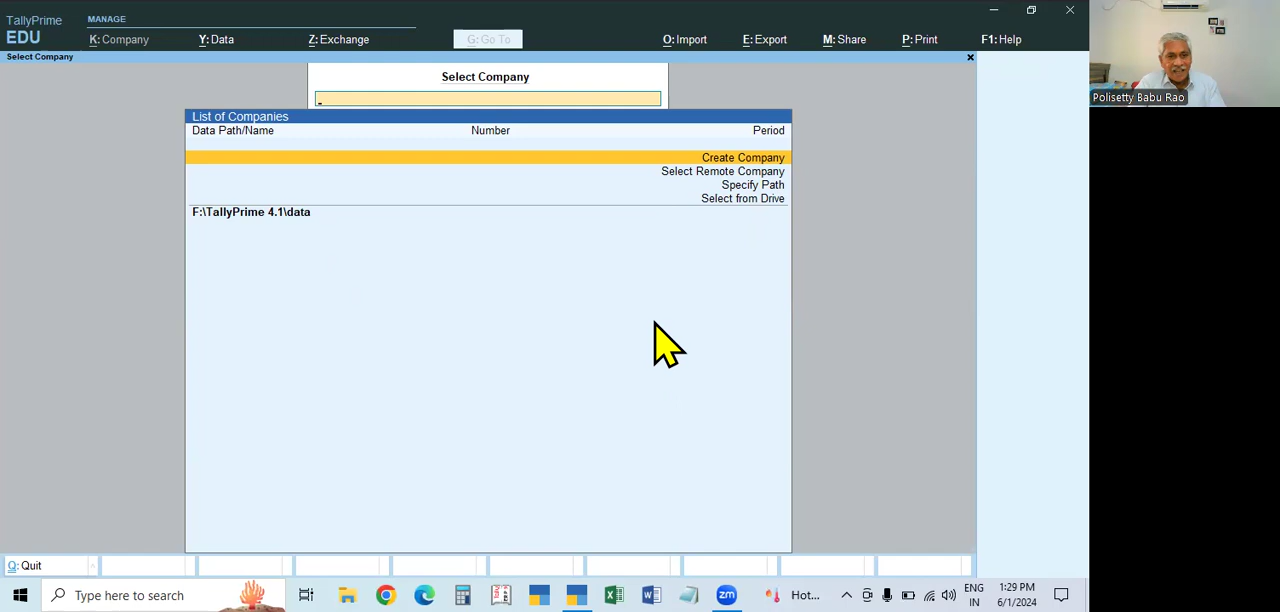 TallyPrime
EDU
MANAGE
K: Company
Y: Data
Z: Exchange
G: Go To
O: Import
E: Export
M: Share
P: Print
F1: Help
Select Company
Select Company
List of Companies
Data Path/Name Number Period
Create Company
Select Remote Company
Specify Path
Select from Drive
F:\TallyPrime 4.1\data
Polisetty Babu Rao
Q: Quit
Type here to search
Hot...
ENG
IN
1:29 PM
6/1/2024